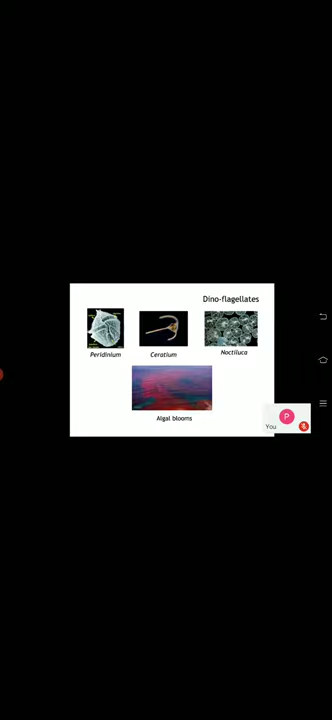 Dino-flagellates
Peridinium
Ceratium
Noctiluca
Algal blooms
P
You